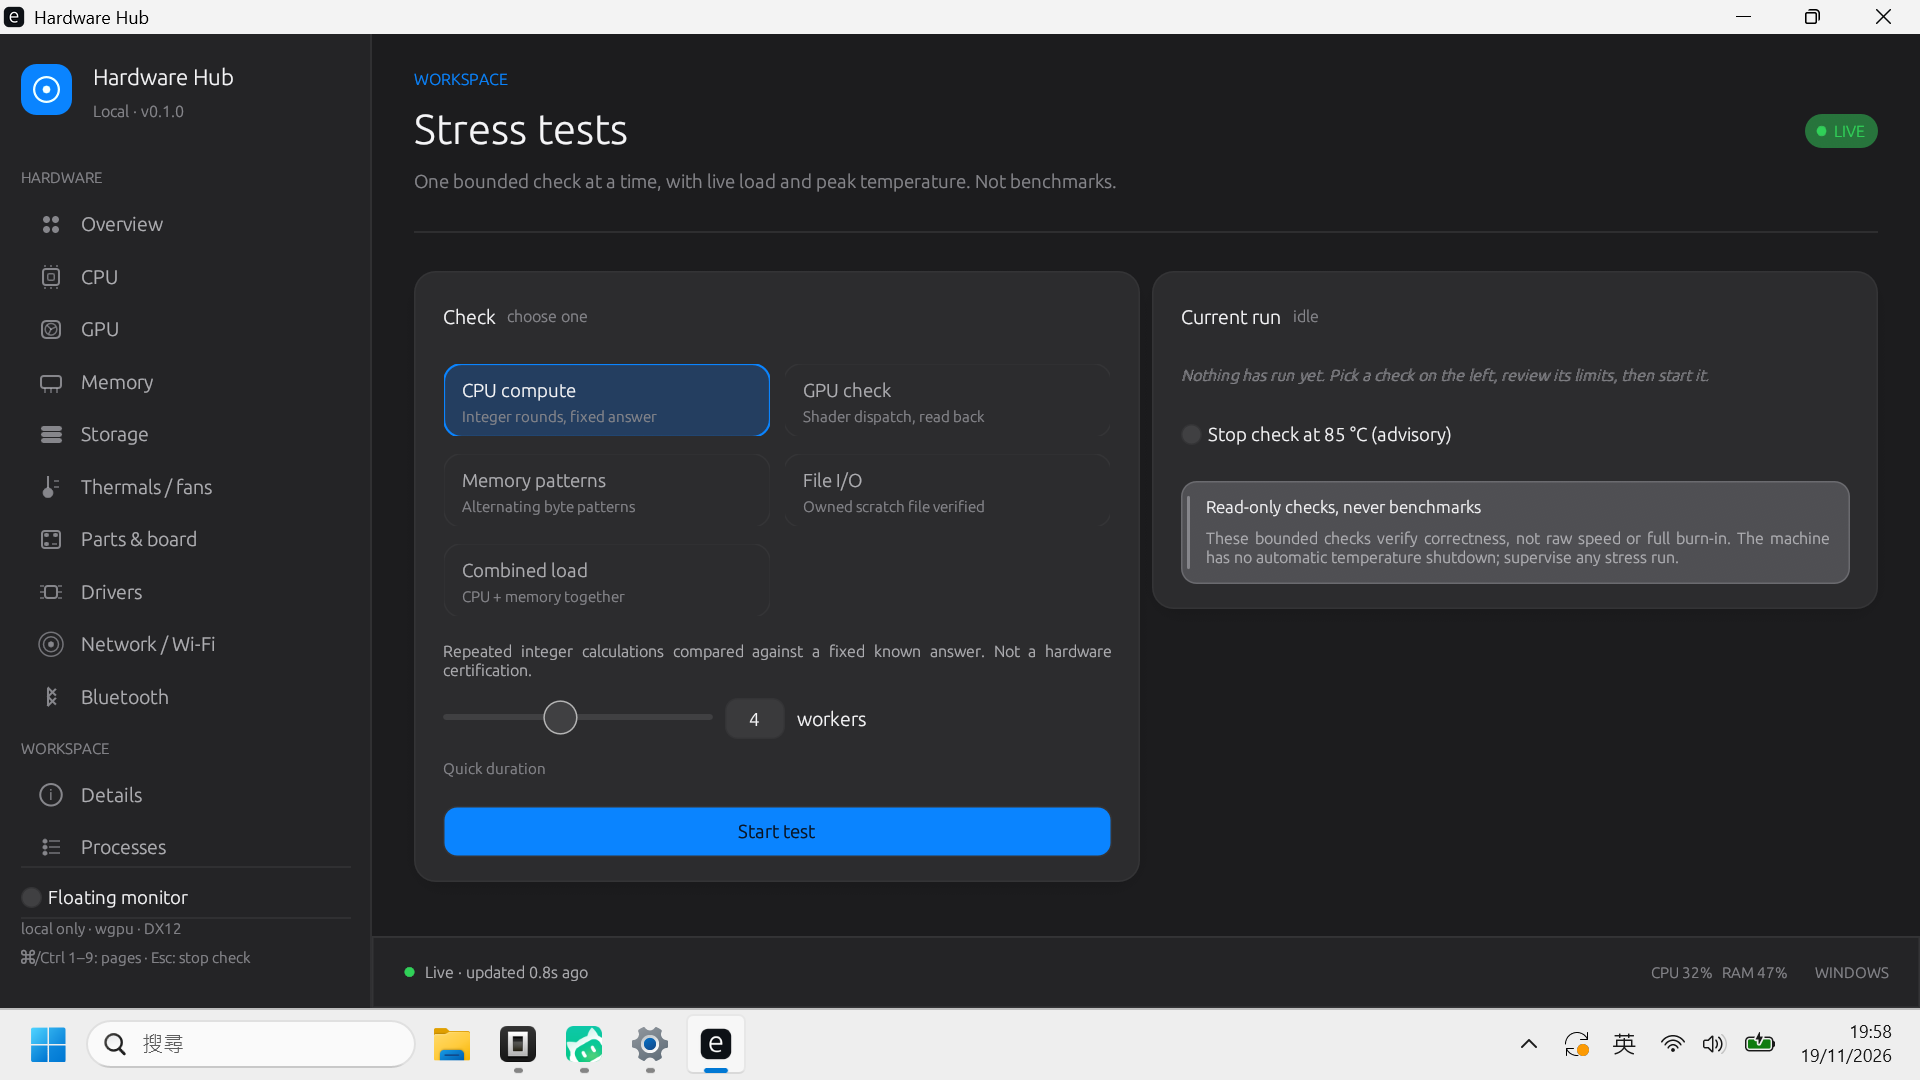 Hardware Hub
Hardware Hub
Local · v0.1.0
HARDWARE
Overview
CPU
GPU
Memory
Storage
Thermals / fans
Parts & board
Drivers
Network / Wi-Fi
Bluetooth
WORKSPACE
Details
Processes
Floating monitor
local only · wgpu · DX12
⌘/Ctrl 1–9: pages · Esc: stop check
WORKSPACE
Stress tests
LIVE
One bounded check at a time, with live load and peak temperature. Not benchmarks.
Check choose one
CPU compute
Integer rounds, fixed answer
GPU check
Shader dispatch, read back
Memory patterns
Alternating byte patterns
File I/O
Owned scratch file verified
Combined load
CPU + memory together
Repeated integer calculations compared against a fixed known answer. Not a hardware
certification.
4 workers
Quick duration
Start test
Current run idle
Nothing has run yet. Pick a check on the left, review its limits, then start it.
Stop check at 85 °C (advisory)
Read-only checks, never benchmarks
These bounded checks verify correctness, not raw speed or full burn-in. The machine
has no automatic temperature shutdown; supervise any stress run.
Live · updated 0.8s ago
CPU 32% RAM 47% WINDOWS
搜尋
英
19:58
19/11/2026